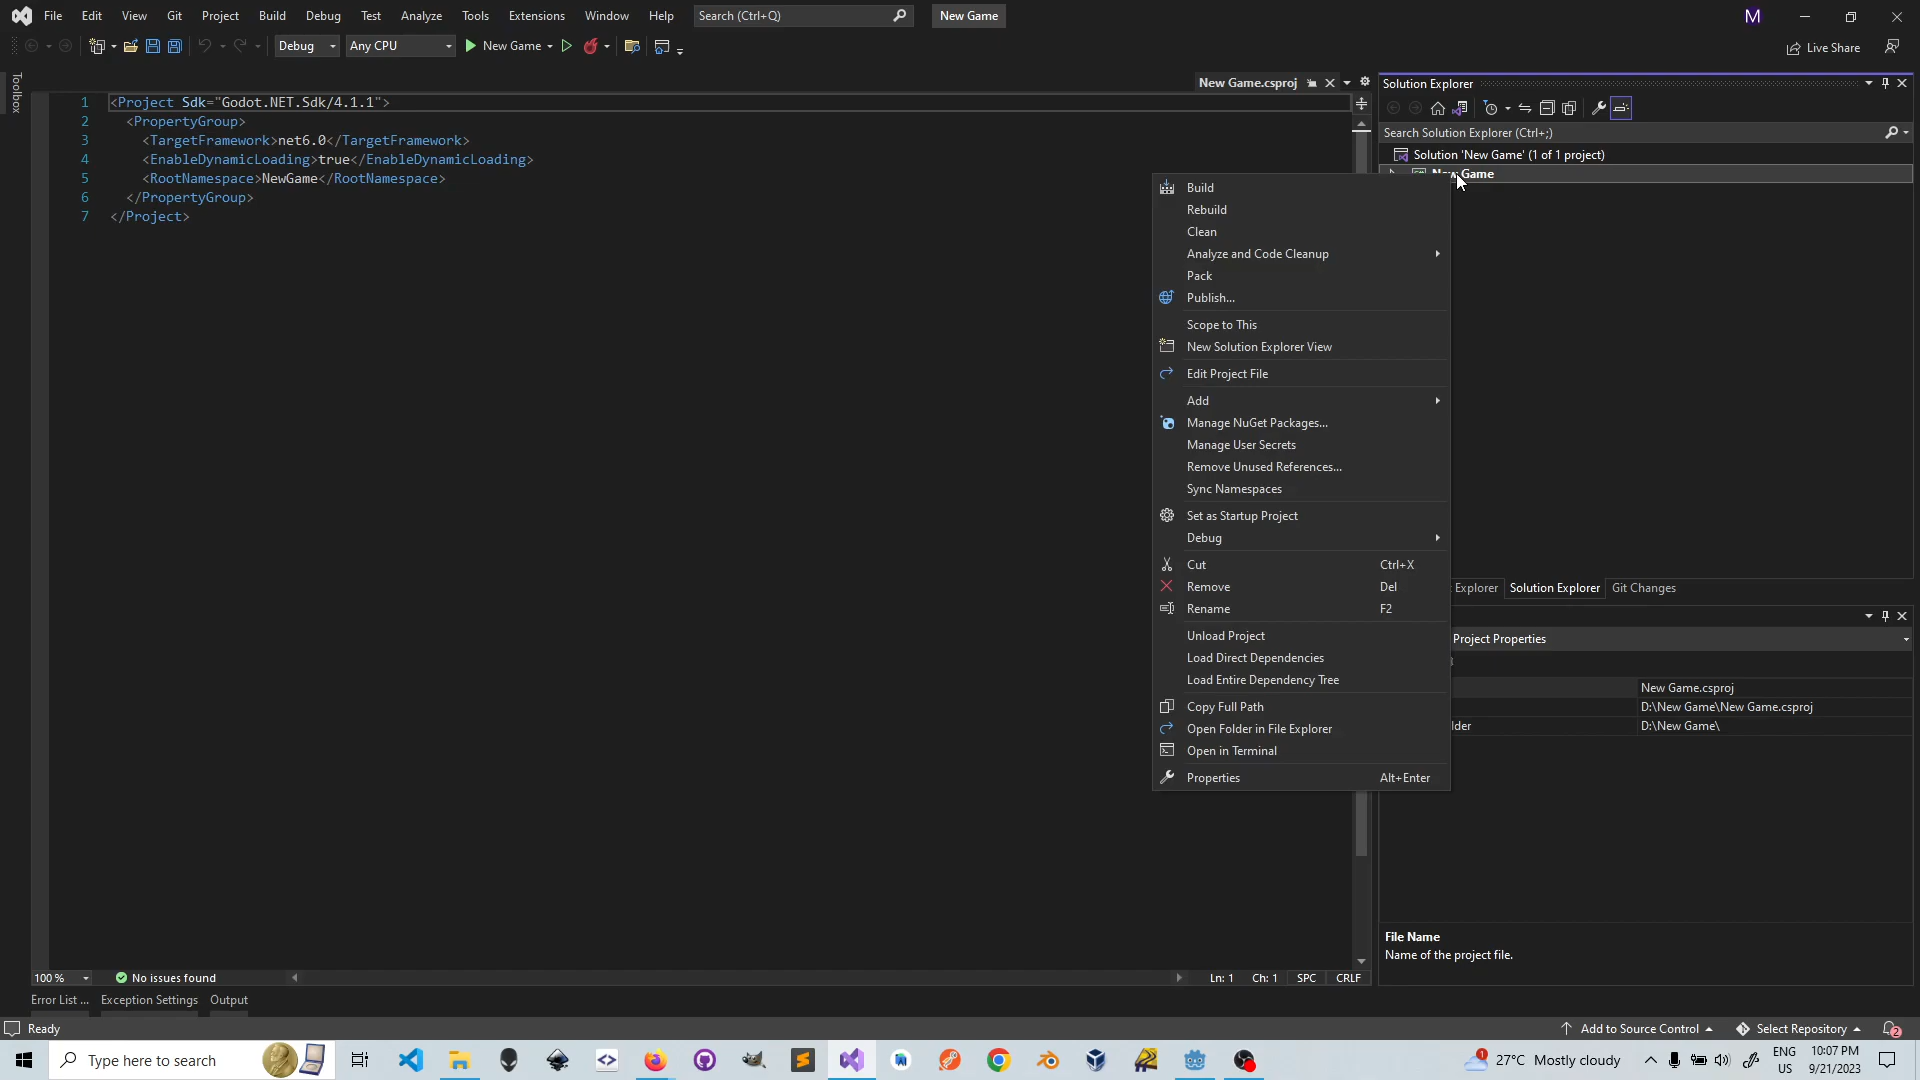 File Edit View Git Project Build Debug Test Analyze Tools Extensions Window Help Search (Ctrl+Q) New Game M
Debug Any CPU New Game Live Share
Toolbox
New Game.csproj
1 <Project Sdk="Godot.NET.Sdk/4.1.1">
2 <PropertyGroup>
3 <TargetFramework>net6.0</TargetFramework>
4 <EnableDynamicLoading>true</EnableDynamicLoading>
5 <RootNamespace>NewGame</RootNamespace>
6 </PropertyGroup>
7 </Project>
Solution Explorer
Search Solution Explorer (Ctrl+;)
Solution 'New Game' (1 of 1 project)
New Game
Build
Rebuild
Clean
Analyze and Code Cleanup
Pack
Publish...
Scope to This
New Solution Explorer View
Edit Project File
Add
Manage NuGet Packages...
Manage User Secrets
Remove Unused References...
Sync Namespaces
Set as Startup Project
Debug
Cut Ctrl+X
Remove Del
Rename F2
Unload Project
Load Direct Dependencies
Load Entire Dependency Tree
Copy Full Path
Open Folder in File Explorer
Open in Terminal
Properties Alt+Enter
Explorer Solution Explorer Git Changes
Project Properties
New Game.csproj
D:\New Game\New Game.csproj
lder D:\New Game\
File Name
Name of the project file.
100 % No issues found Ln: 1 Ch: 1 SPC CRLF
Error List ... Exception Settings Output
Ready Add to Source Control Select Repository 2
Type here to search 1 27°C Mostly cloudy ENG US 10:07 PM 9/21/2023